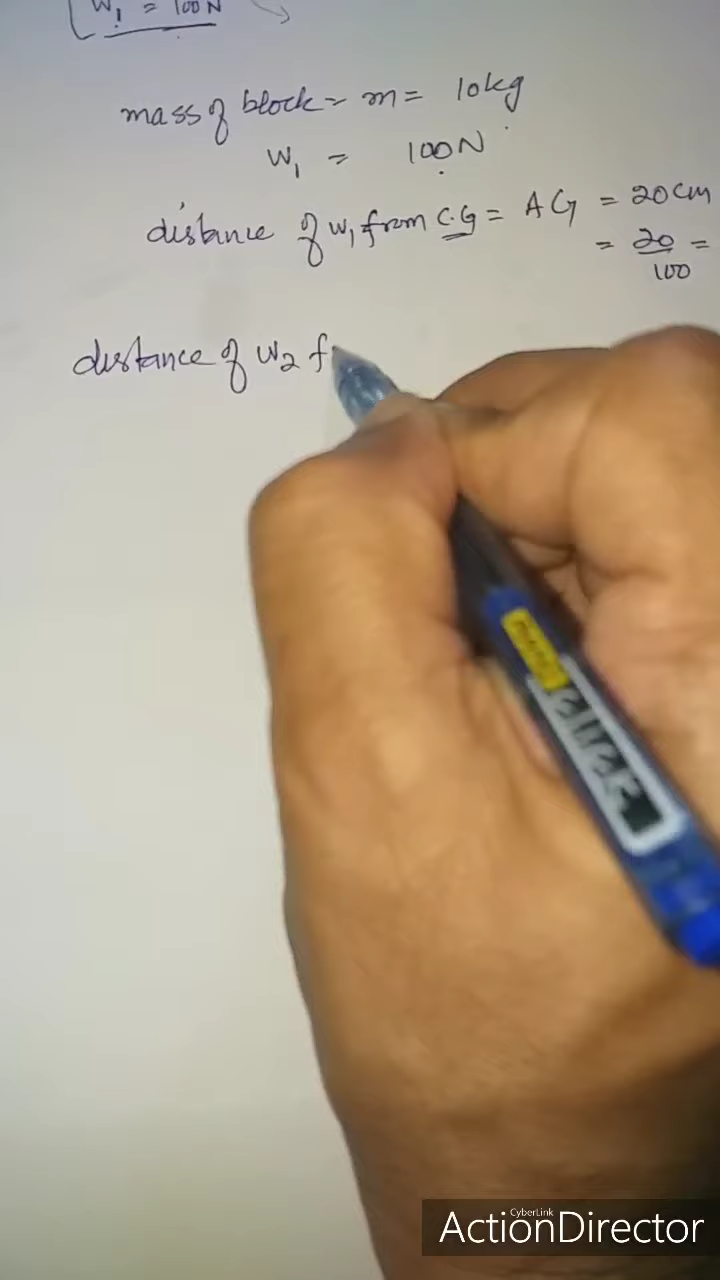 W1 = 100N
mass of block = m = 10kg
W1 = 100N
distance of W1 from C.G = AG = 20cm
= 20/100 =
distance of W2 f
CyberLink
ActionDirector